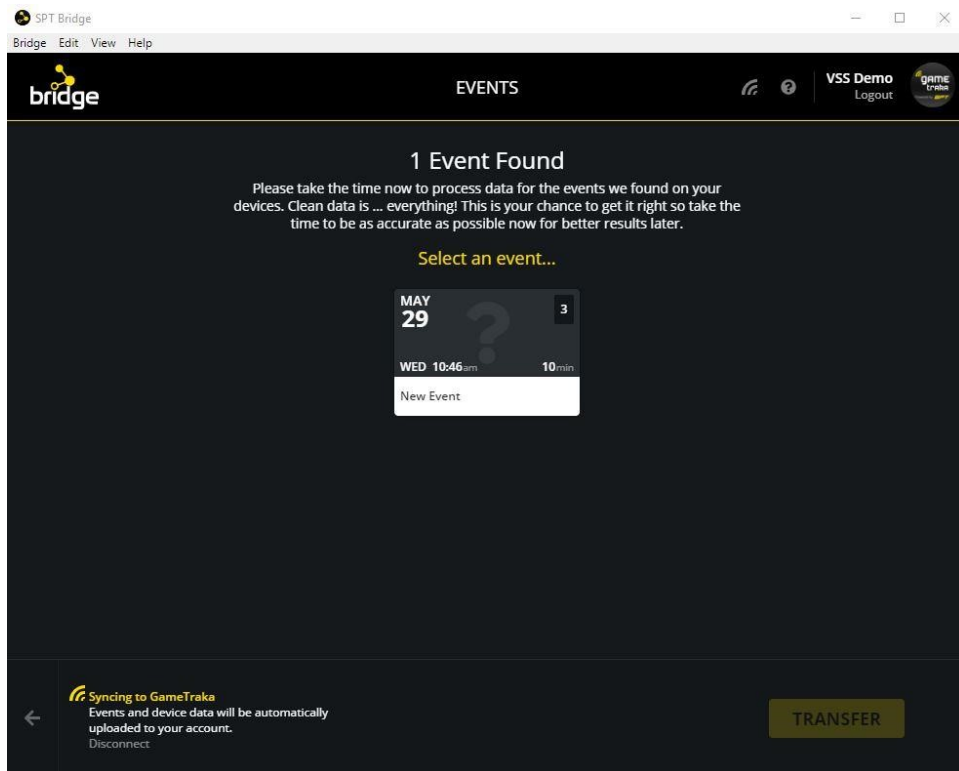 SPT Bridge
Bridge Edit View Help
bridge
EVENTS
VSS Demo
Logout
game
traka
1 Event Found
Please take the time now to process data for the events we found on your
devices. Clean data is ... everything! This is your chance to get it right so take the
time to be as accurate as possible now for better results later.
Select an event...
MAY
29
3
?
WED 10:46am
10min
New Event
Syncing to GameTraka
Events and device data will be automatically
uploaded to your account.
Disconnect
TRANSFER